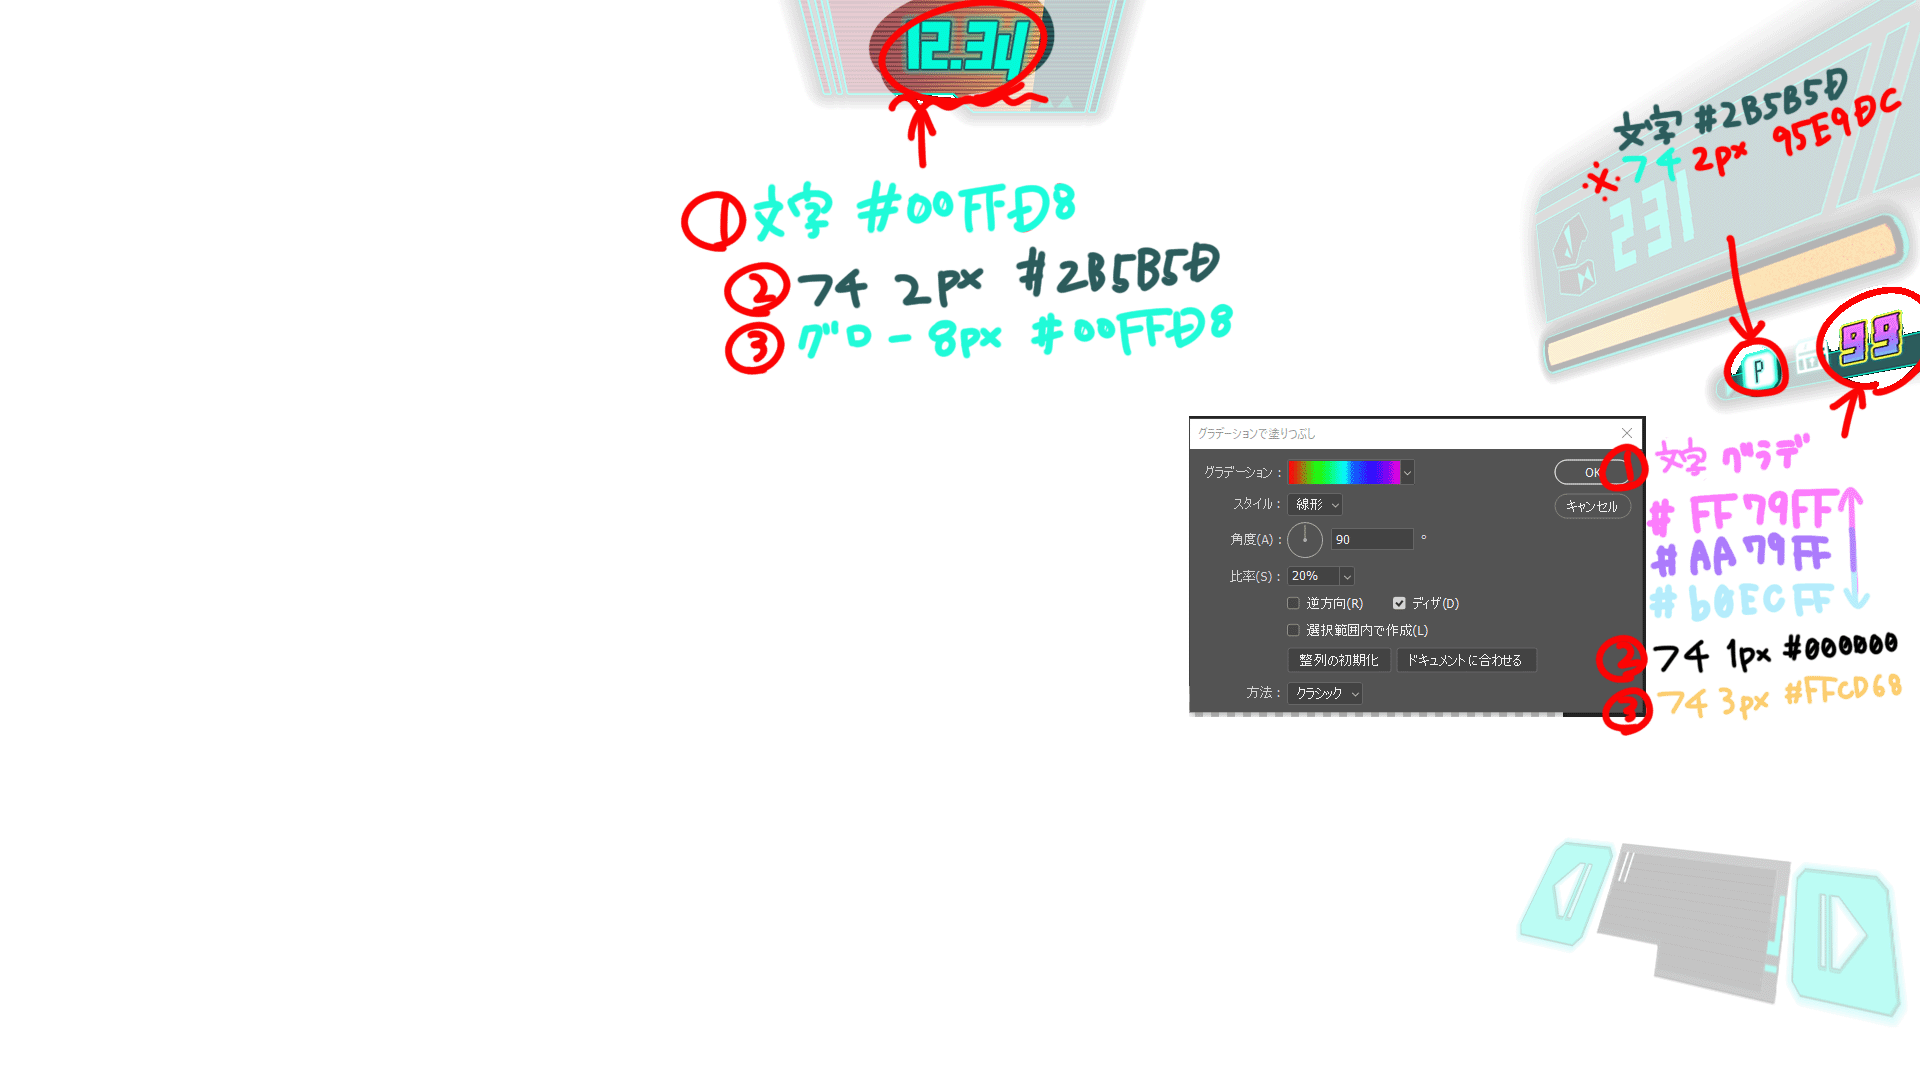 12.34
①文字 #00FFD8
②フチ 2px #2B5B5D
③グロー8px #00FFD8
文字 #2B5B5D
※フチ 2px 95E9DC
231
P
99
グラデーションで塗りつぶし
グラデーション :
OK
スタイル : 線形
キャンセル
角度(A) : 90 °
比率(S) : 20%
逆方向(R) ディザ(D)
選択範囲内で作成(L)
整列の初期化 ドキュメントに合わせる
方法 : クラシック
①文字 グラデ
# FF79FF
# AA79FF
# b0ECFF
②フチ 1px #000000
③フチ 3px #FFCD68